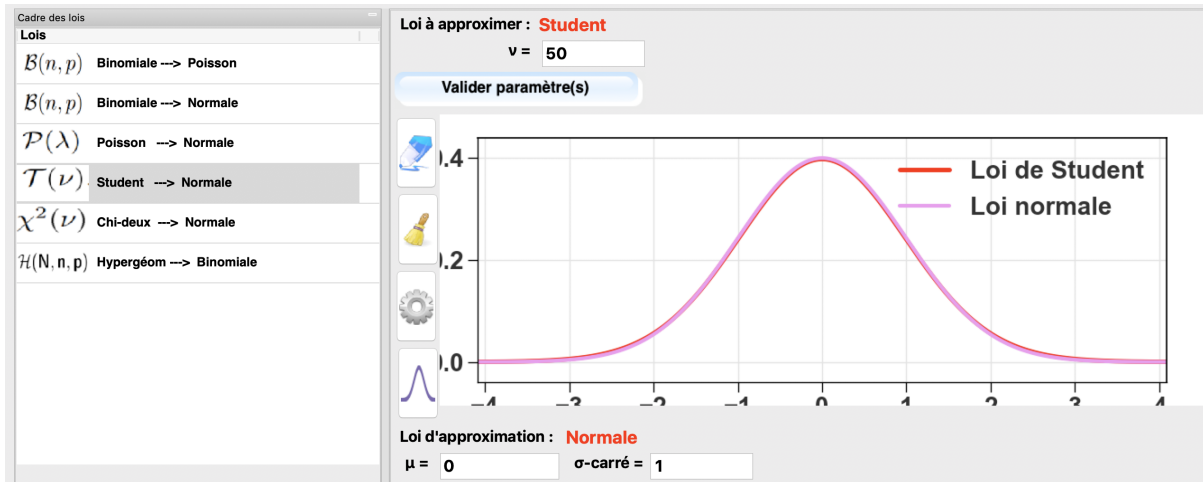 Cadre des lois
Lois
B(n, p) Binomiale ---> Poisson
B(n, p) Binomiale ---> Normale
P(λ) Poisson ---> Normale
T(ν) Student ---> Normale
χ²(ν) Chi-deux ---> Normale
H(N, n, p) Hypergéom ---> Binomiale
Loi à approximer : Student
ν = 50
Valider paramètre(s)
0.4
0.2
0.0
Loi de Student
Loi normale
−4 −3 −2 −1 0 1 2 3 4
Loi d'approximation : Normale
μ = 0 σ-carré = 1